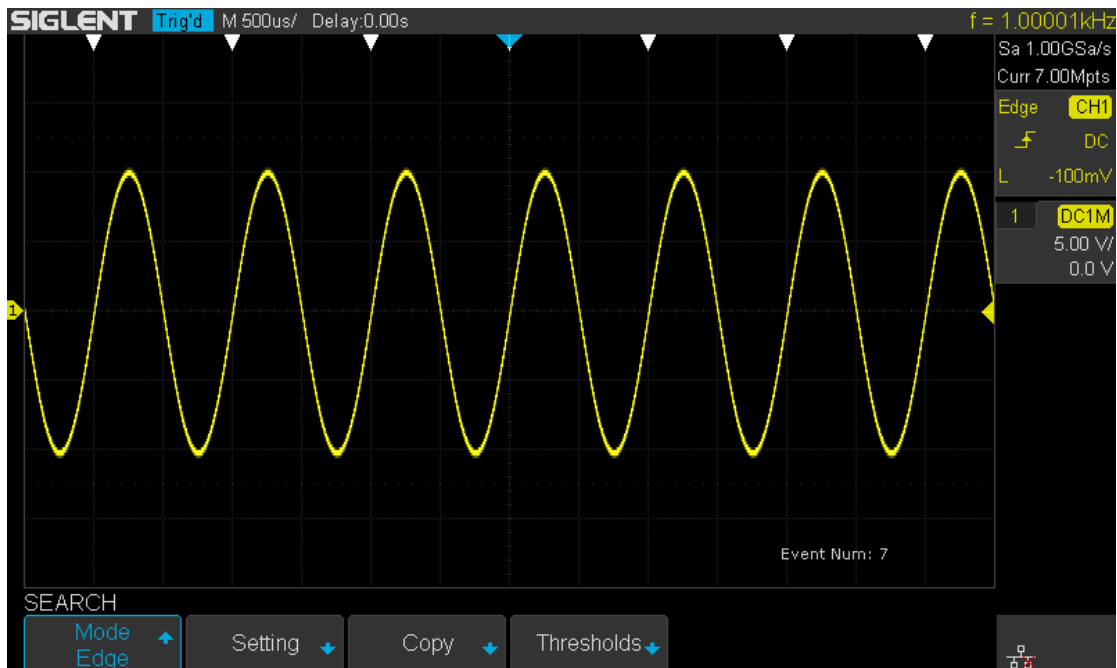 SIGLENT Trig'd M 500us/ Delay:0.00s f = 1.00001kHz
Sa 1.00GSa/s
Curr 7.00Mpts
Edge CH1
DC
L -100mV
1 DC1M
5.00 V/
0.0 V
1
Event Num: 7
SEARCH
Mode
Edge
Setting
Copy
Thresholds